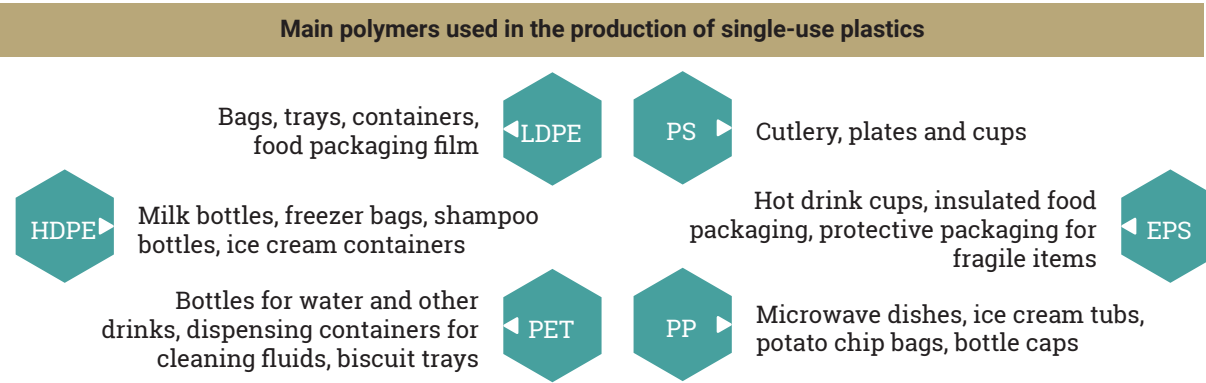 Main polymers used in the production of single-use plastics
Bags, trays, containers,
food packaging film
LDPE
PS
Cutlery, plates and cups
HDPE
Milk bottles, freezer bags, shampoo
bottles, ice cream containers
Hot drink cups, insulated food
packaging, protective packaging for
fragile items
EPS
Bottles for water and other
drinks, dispensing containers for
cleaning fluids, biscuit trays
PET
PP
Microwave dishes, ice cream tubs,
potato chip bags, bottle caps